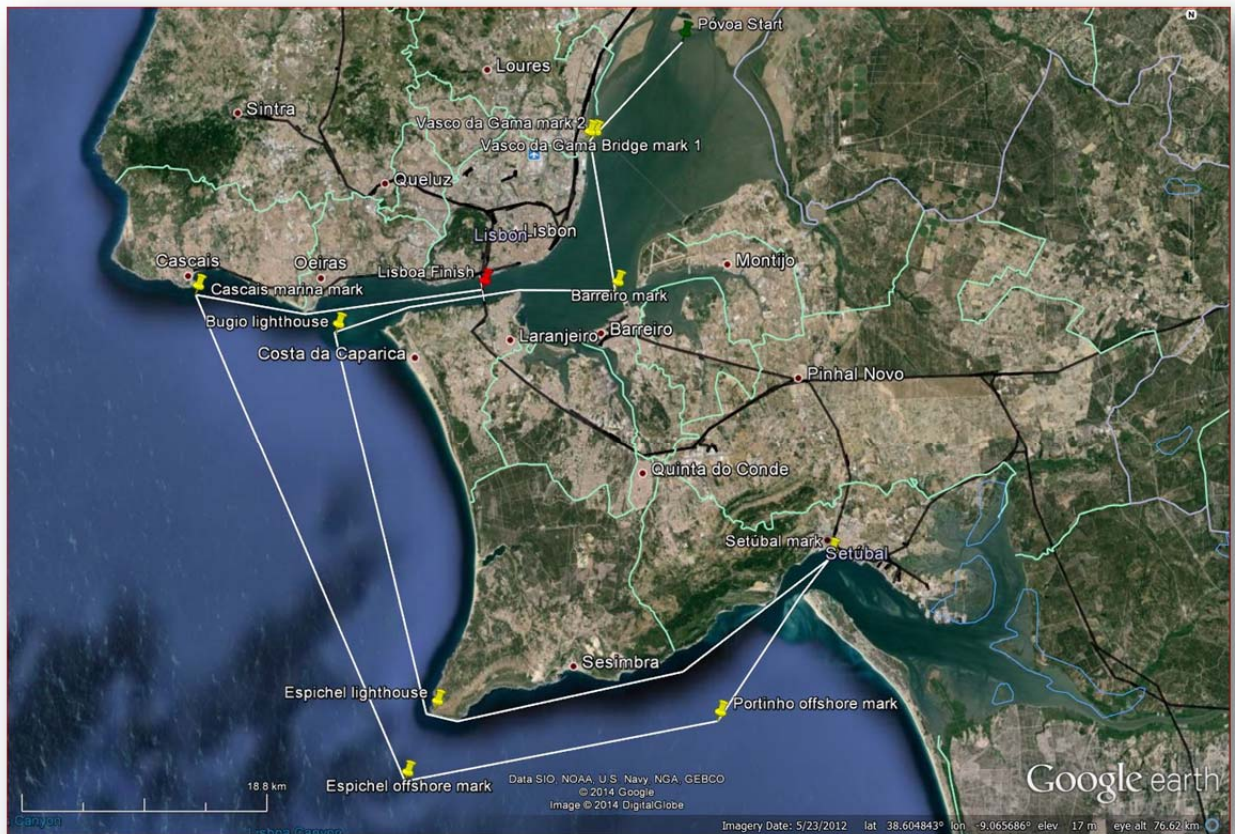 N
Póvoa Start
Loures
Sintra
Vasco da Gama mark 2
Vasco da Gama Bridge mark 1
Queluz
Lisbon
Lisbon
Cascais
Oeiras
Lisboa Finish
Montijo
Cascais marina mark
Barreiro mark
Bugio lighthouse
Laranjeiro
Barreiro
Costa da Caparica
Pinhal Novo
Quinta do Conde
Setúbal mark
Setúbal
Sesimbra
Espichel lighthouse
Portinho offshore mark
Espichel offshore mark
18.8 km
Data SIO, NOAA, U.S. Navy, NGA, GEBCO
© 2014 Google
Image © 2014 DigitalGlobe
Google earth
Canyon
Lisboa Canyon
Imagery Date: 5/23/2012 lat 38.604843° lon -9.065686° elev 17 m eye alt 76.62 km